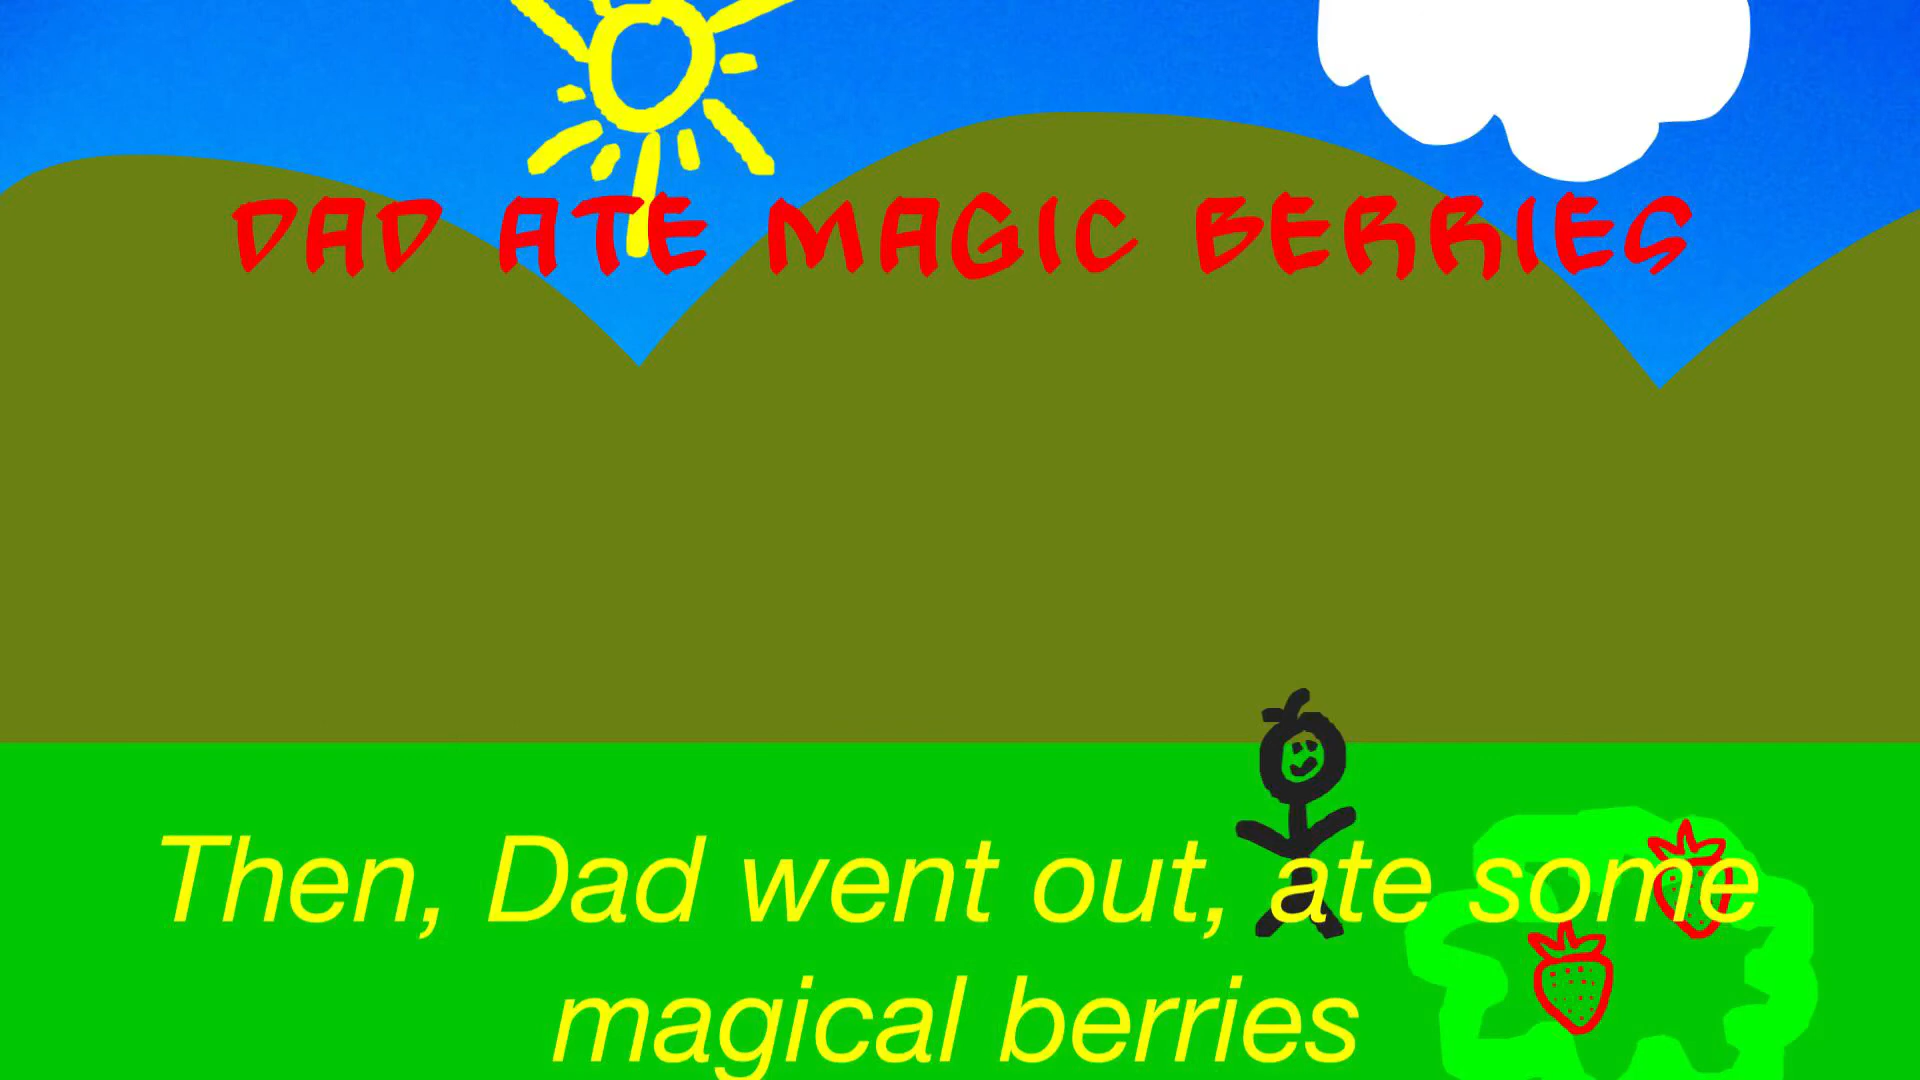 DAD ATE MAGIC BERRIES
Then, Dad went out, ate some
magical berries